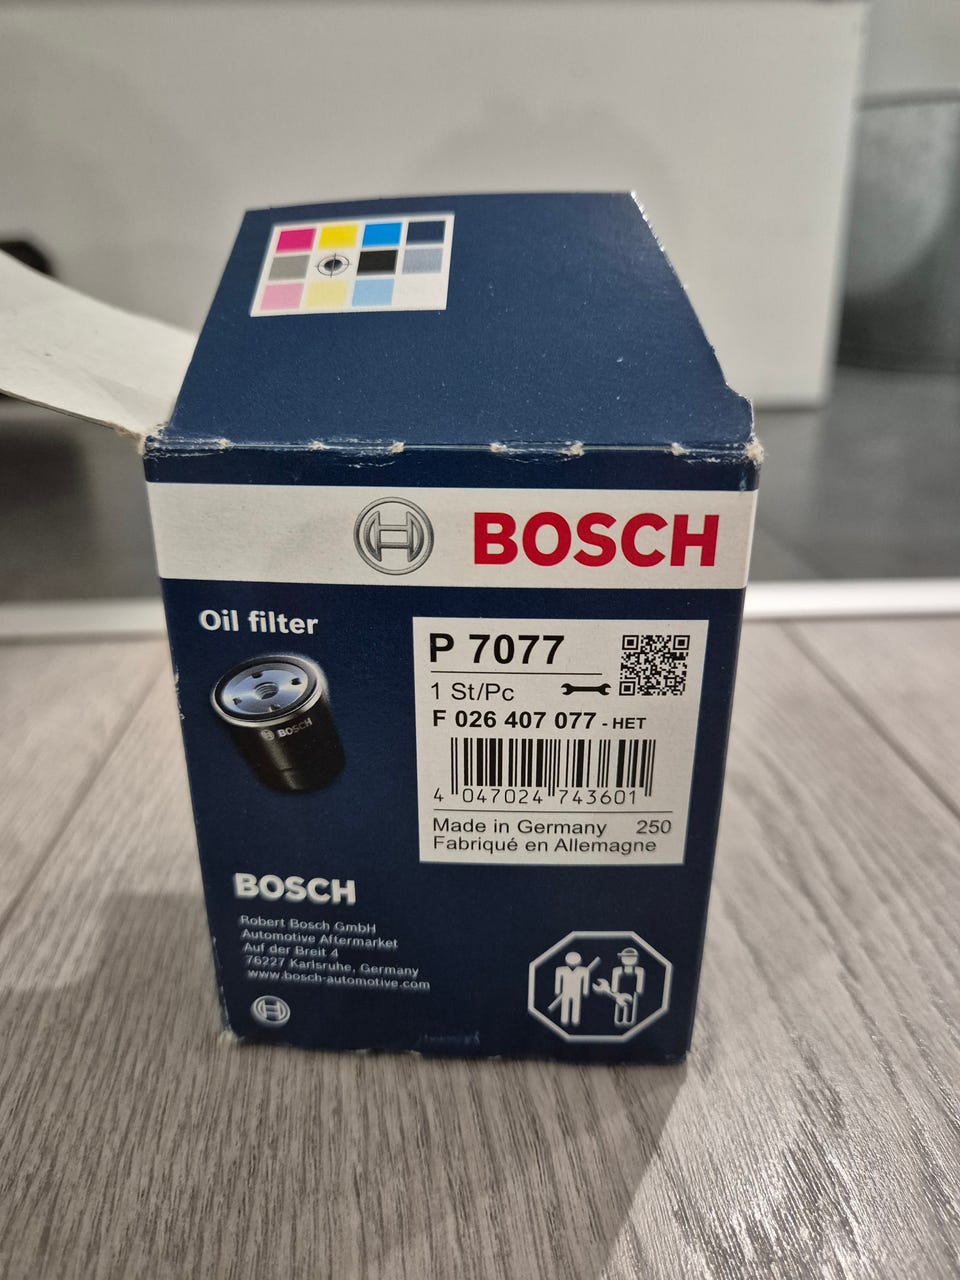 BOSCH
Oil filter
P 7077
1 St/Pc
F 026 407 077 - HET
BOSCH
4 047024 743601
Made in Germany 250
Fabriqué en Allemagne
BOSCH
Robert Bosch GmbH
Automotive Aftermarket
Auf der Breit 4
76227 Karlsruhe, Germany
www.bosch-automotive.com